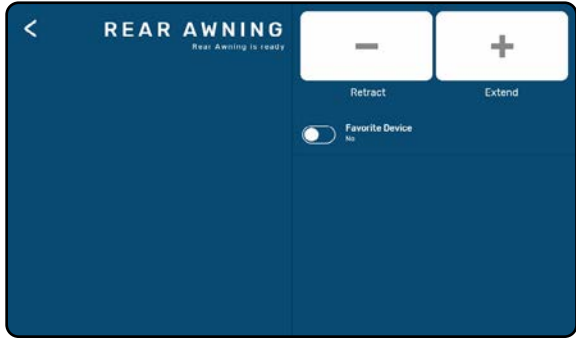 REAR AWNING
Rear Awning is ready
Retract
Extend
Favorite Device
No